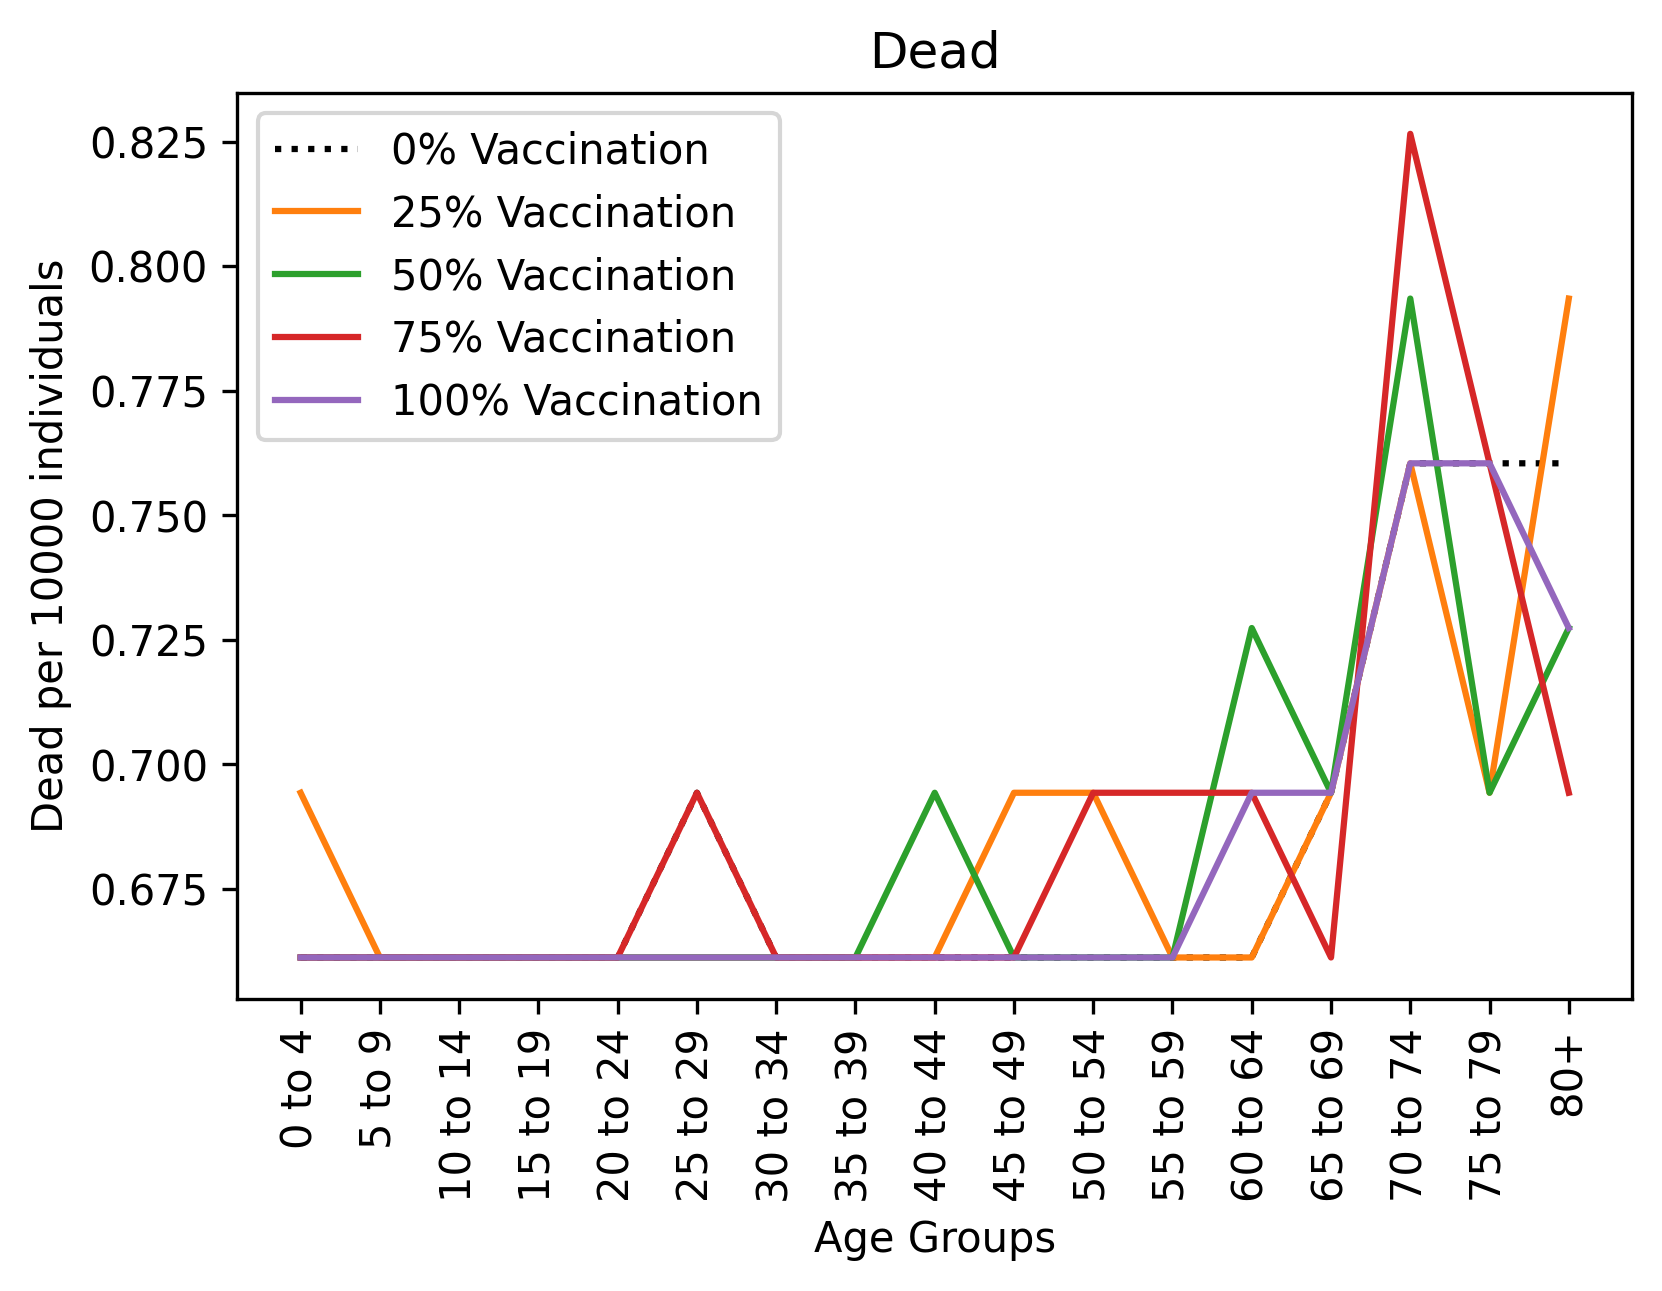 Dead
0.825
0.800
0.775
0.750
0.725
0.700
0.675
Dead per 10000 individuals
0% Vaccination
25% Vaccination
50% Vaccination
75% Vaccination
100% Vaccination
0 to 4
5 to 9
10 to 14
15 to 19
20 to 24
25 to 29
30 to 34
35 to 39
40 to 44
45 to 49
50 to 54
55 to 59
60 to 64
65 to 69
70 to 74
75 to 79
80+
Age Groups